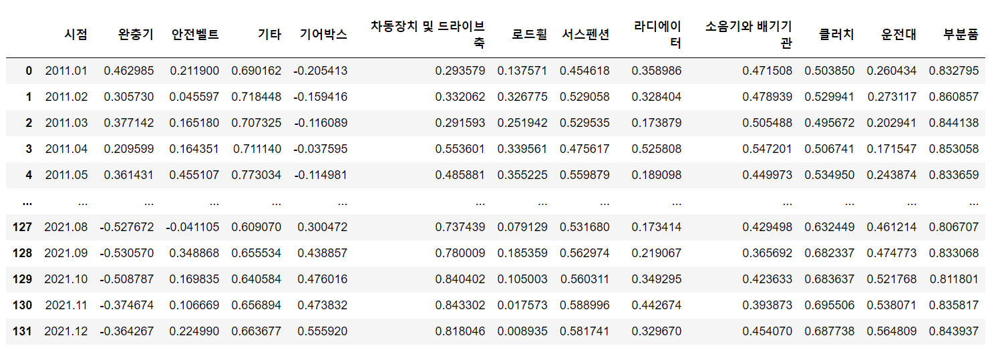 시점 완충기 안전벨트 기타 기어박스 차동장치 및 드라이브축 로드휠 서스펜션 라디에이터 소음기와 배기기관 클러치 운전대 부분품
0 2011.01 0.462985 0.211900 0.690162 -0.205413 0.293579 0.137571 0.454618 0.358986 0.471508 0.503850 0.260434 0.832795
1 2011.02 0.305730 0.045597 0.718448 -0.159416 0.332062 0.326775 0.529058 0.328404 0.478939 0.529941 0.273117 0.860857
2 2011.03 0.377142 0.165180 0.707325 -0.116089 0.291593 0.251942 0.529535 0.173879 0.505488 0.495672 0.202941 0.844138
3 2011.04 0.209599 0.164351 0.711140 -0.037595 0.553601 0.339561 0.475617 0.525808 0.547201 0.506741 0.171547 0.853058
4 2011.05 0.361431 0.455107 0.773034 -0.114981 0.485881 0.355225 0.559879 0.189098 0.449973 0.534950 0.243874 0.833659
... ... ... ... ... ... ... ... ... ... ... ... ... ...
127 2021.08 -0.527672 -0.041105 0.609070 0.300472 0.737439 0.079129 0.531680 0.173414 0.429498 0.632449 0.461214 0.806707
128 2021.09 -0.530570 0.348868 0.655534 0.438857 0.780009 0.185359 0.562974 0.219067 0.365692 0.682337 0.474773 0.833068
129 2021.10 -0.508787 0.169835 0.640584 0.476016 0.840402 0.105003 0.560311 0.349295 0.423633 0.683637 0.521768 0.811801
130 2021.11 -0.374674 0.106669 0.656894 0.473832 0.843302 0.017573 0.588996 0.442674 0.393873 0.695506 0.538071 0.835817
131 2021.12 -0.364267 0.224990 0.663677 0.555920 0.818046 0.008935 0.581741 0.329670 0.454070 0.687738 0.564809 0.843937